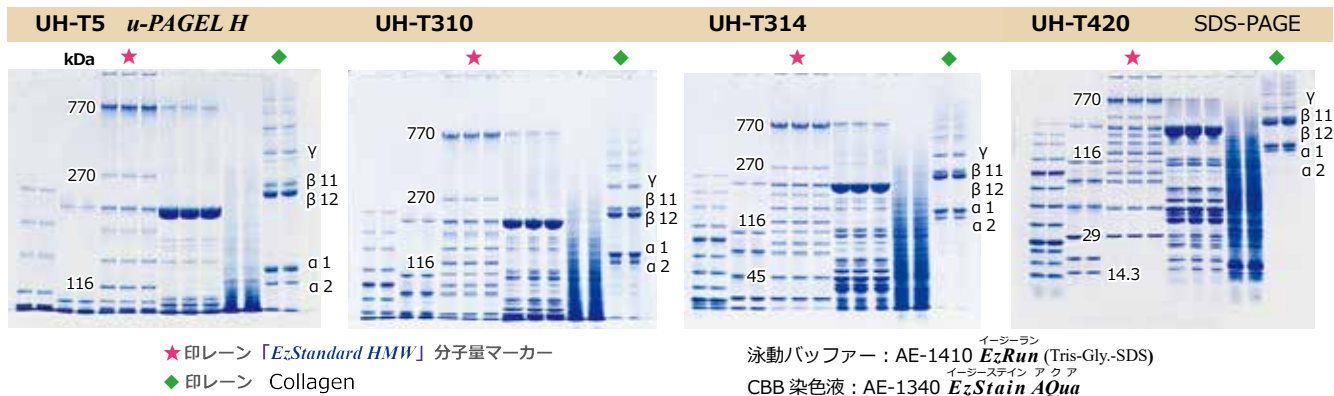 UH-T5 u-PAGEL H UH-T310 UH-T314 UH-T420 SDS-PAGE
kDa ★ ◆ ★ ◆ ★ ◆ ★ ◆
770
270
116
γ
β 11
β 12
α 1
α 2
770
270
116
γ
β 11
β 12
α 1
α 2
770
270
116
45
γ
β 11
β 12
α 1
α 2
770
116
29
14.3
γ
β 11
β 12
α 1
α 2
★ 印レーン「EzStandard HMW」分子量マーカー
◆ 印レーン Collagen
イージーラン
泳動バッファー : AE-1410 EzRun (Tris-Gly.-SDS)
イージーステイン アクア
CBB 染色液 : AE-1340 EzStain AQua